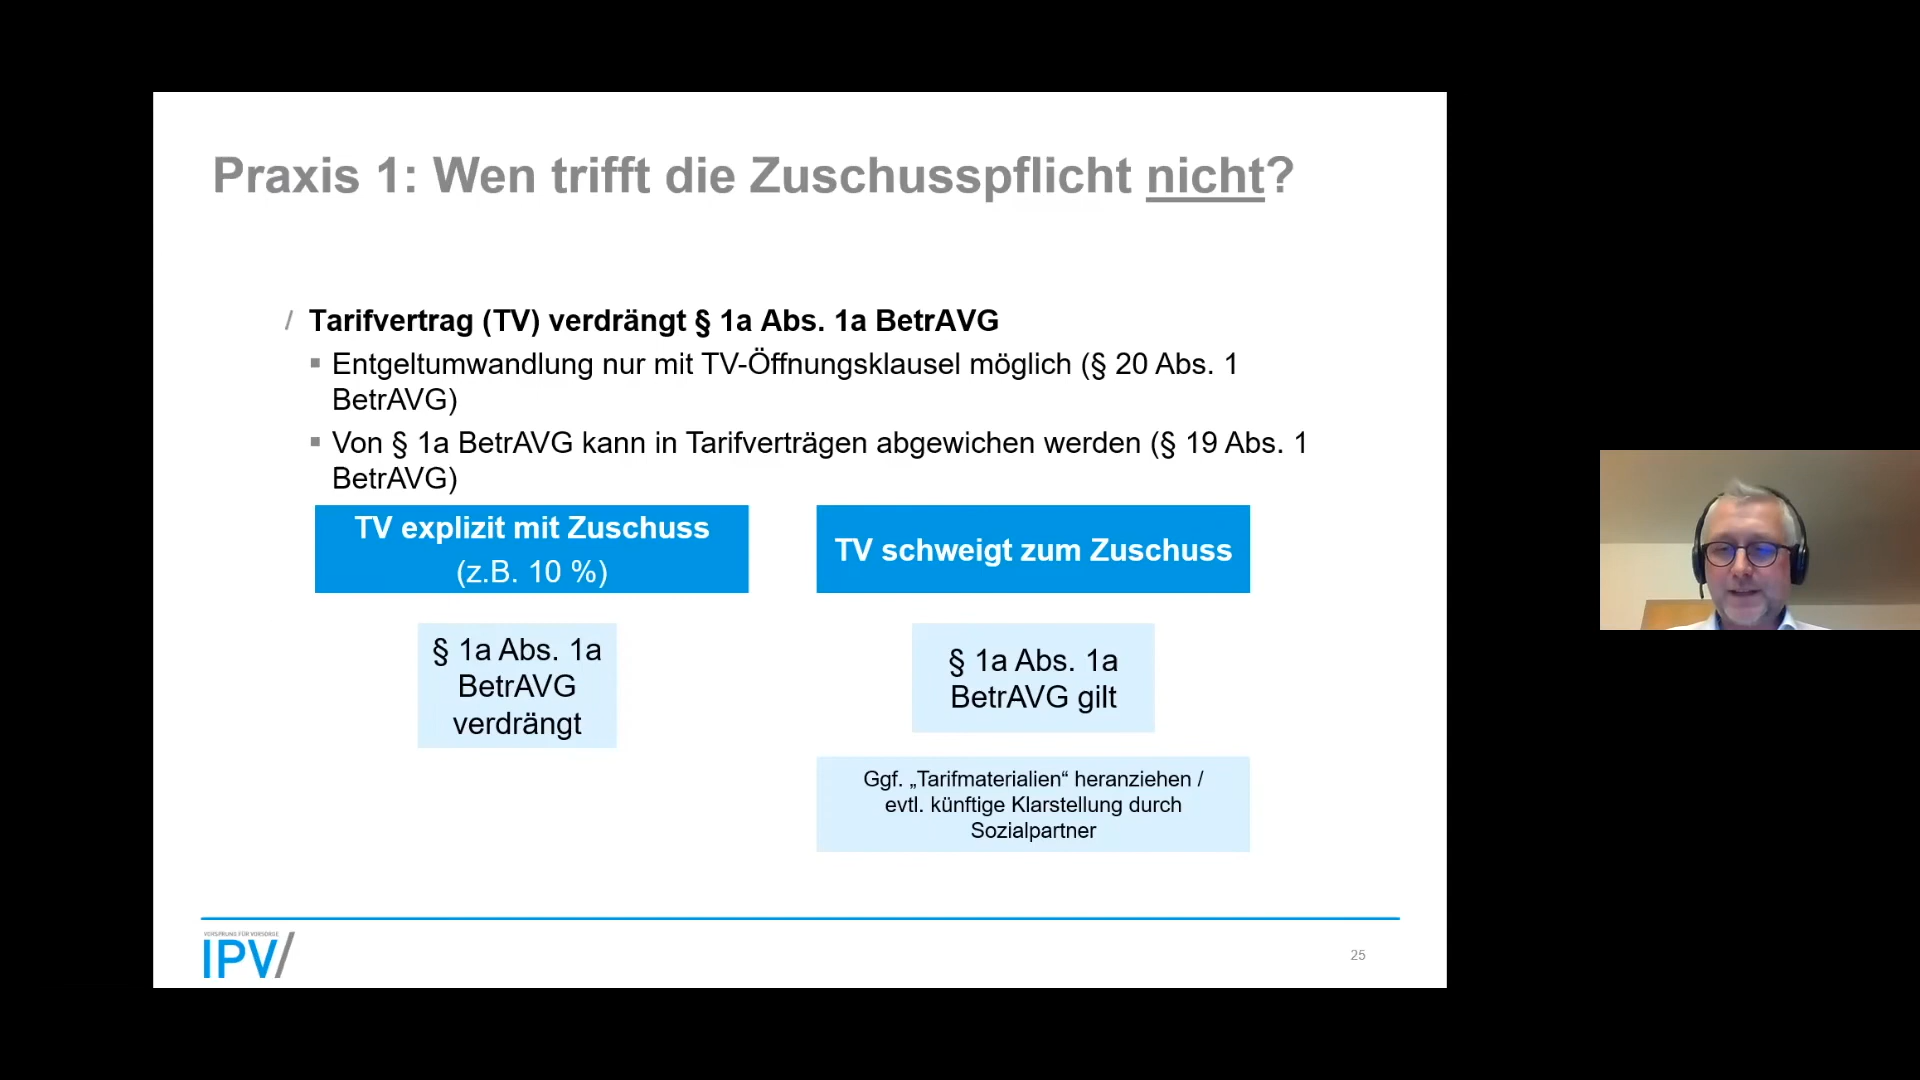 Praxis 1: Wen trifft die Zuschusspflicht nicht?
/ Tarifvertrag (TV) verdrängt § 1a Abs. 1a BetrAVG
▪ Entgeltumwandlung nur mit TV-Öffnungsklausel möglich (§ 20 Abs. 1
BetrAVG)
▪ Von § 1a BetrAVG kann in Tarifverträgen abgewichen werden (§ 19 Abs. 1
BetrAVG)
TV explizit mit Zuschuss
(z.B. 10 %)
§ 1a Abs. 1a
BetrAVG
verdrängt
TV schweigt zum Zuschuss
§ 1a Abs. 1a
BetrAVG gilt
Ggf. „Tarifmaterialien“ heranziehen /
evtl. künftige Klarstellung durch
Sozialpartner
VORSPRUNG FÜR VORSORGE
IPV/
25